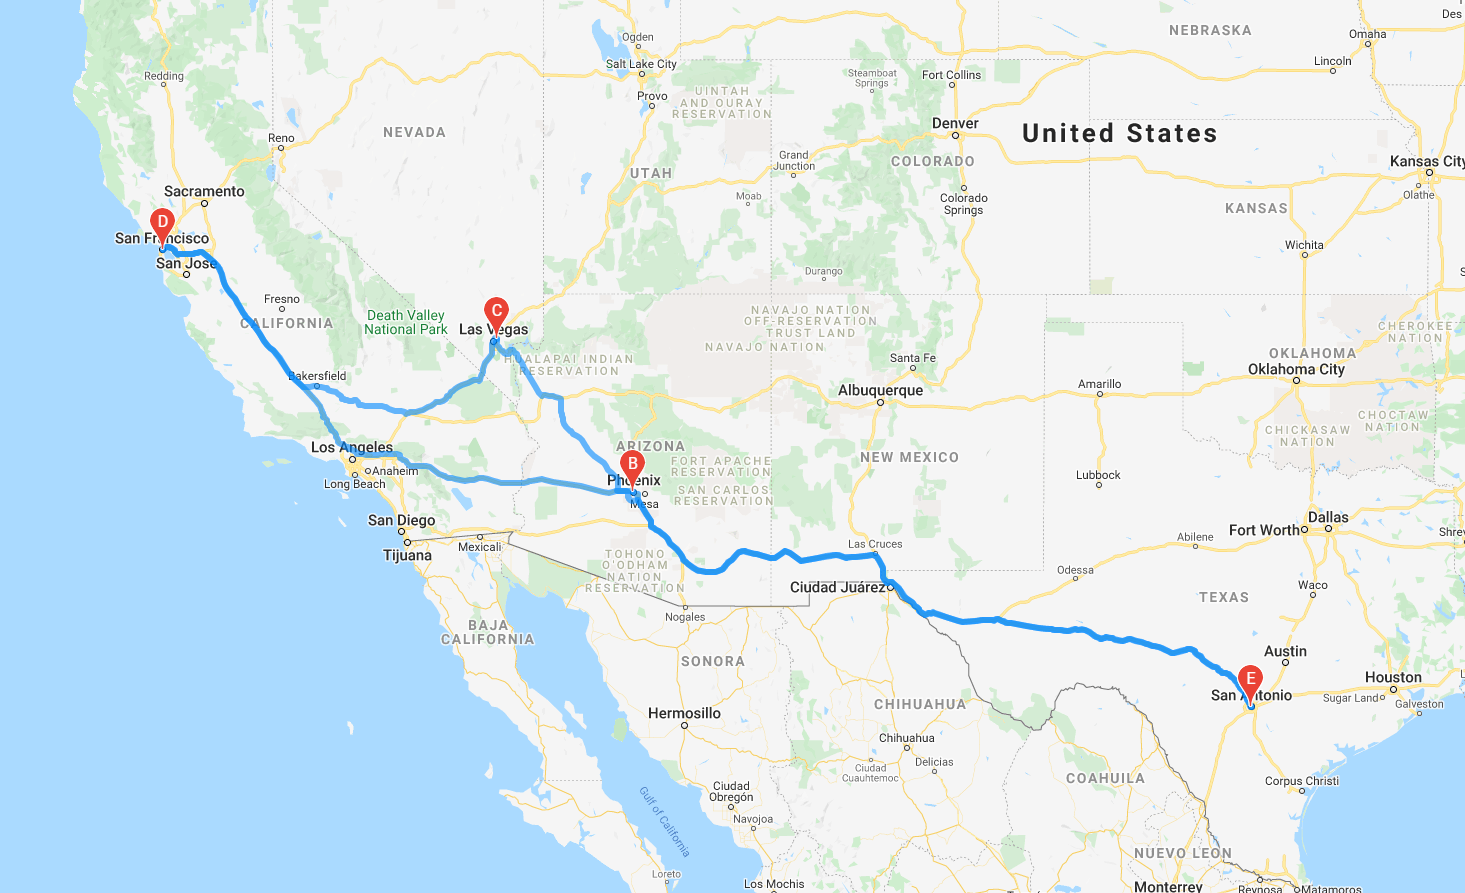 NEBRASKA
Des
Omaha
Ogden
Lincoln
Salt Lake City
Redding
Steamboat
Springs
Fort Collins
Provo
UINTAH
AND OURAY
RESERVATION
Denver
United States
NEVADA
Reno
Grand
Junction
COLORADO
Kansas City
UTAH
Sacramento
Moab
Colorado
Springs
Olathe
KANSAS
D
San Francisco
San Jose
Wichita
Durango
S
Fresno
CALIFORNIA
Death Valley
National Park
C
Las Vegas
NAVAJO NATION
OFF-RESERVATION
TRUST LAND
NAVAJO NATION
CHEROKEE
NATION
HUALAPAI INDIAN
RESERVATION
Santa Fe
OKLAHOMA
Oklahoma City
Bakersfield
Albuquerque
Amarillo
CHOCTAW
NATION
CHICKASAW
NATION
Los Angeles
Anaheim
Long Beach
ARIZONA
B
Phoenix
Mesa
FORT APACHE
RESERVATION
SAN CARLOS
RESERVATION
NEW MEXICO
Lubbock
San Diego
Tijuana
Mexicali
Dallas
Fort Worth
Abilene
Shrev
Las Cruces
TOHONO
O'ODHAM
NATION
RESERVATION
Ciudad Juárez
Odessa
Waco
TEXAS
Nogales
BAJA
CALIFORNIA
SONORA
Austin
E
San Antonio
Houston
Sugar Land
Galveston
Hermosillo
CHIHUAHUA
Chihuahua
Delicias
Ciudad
Cuauhtemoc
COAHUILA
Corpus Christi
Ciudad
Obregón
Navojoa
Gulf of California
NUEVO LEON
Loreto
Los Mochis
Monterrey
Reynosa
Matamoros